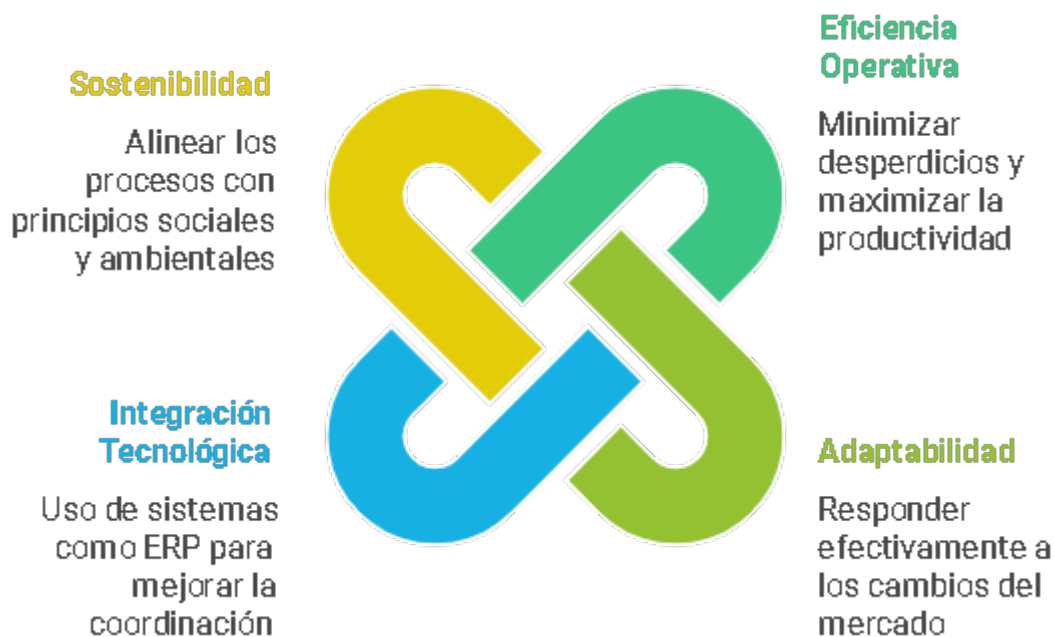 Sostenibilidad
Alinear los
procesos con
principios sociales
y ambientales
Eficiencia
Operativa
Minimizar
desperdicios y
maximizar la
productividad
Integración
Tecnológica
Uso de sistemas
como ERP para
mejorar la
coordinación
Adaptabilidad
Responder
efectivamente a
los cambios del
mercado